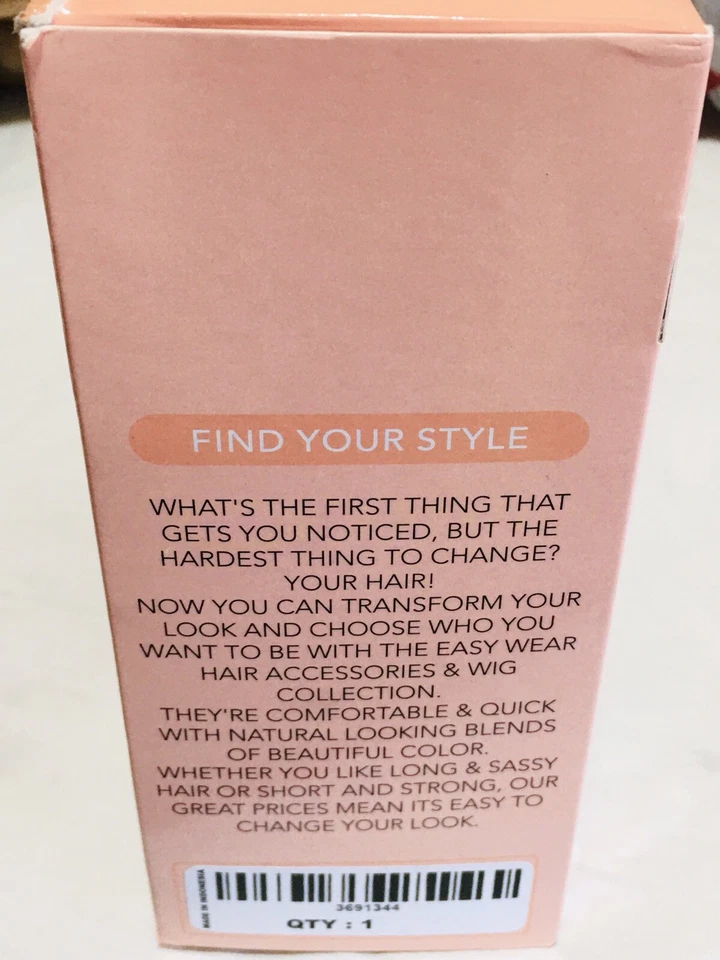 FIND YOUR STYLE
WHAT'S THE FIRST THING THAT
GETS YOU NOTICED, BUT THE
HARDEST THING TO CHANGE?
YOUR HAIR!
NOW YOU CAN TRANSFORM YOUR
LOOK AND CHOOSE WHO YOU
WANT TO BE WITH THE EASY WEAR
HAIR ACCESSORIES & WIG
COLLECTION.
THEY'RE COMFORTABLE & QUICK
WITH NATURAL LOOKING BLENDS
OF BEAUTIFUL COLOR.
WHETHER YOU LIKE LONG & SASSY
HAIR OR SHORT AND STRONG, OUR
GREAT PRICES MEAN ITS EASY TO
CHANGE YOUR LOOK.
MADE IN INDONESIA
3691344
QTY : 1